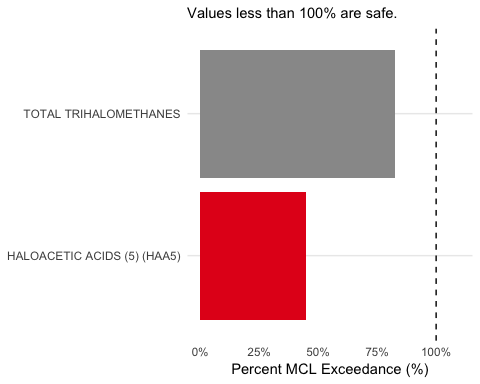 Values less than 100% are safe.
TOTAL TRIHALOMETHANES
HALOACETIC ACIDS (5) (HAA5)
0% 25% 50% 75% 100%
Percent MCL Exceedance (%)